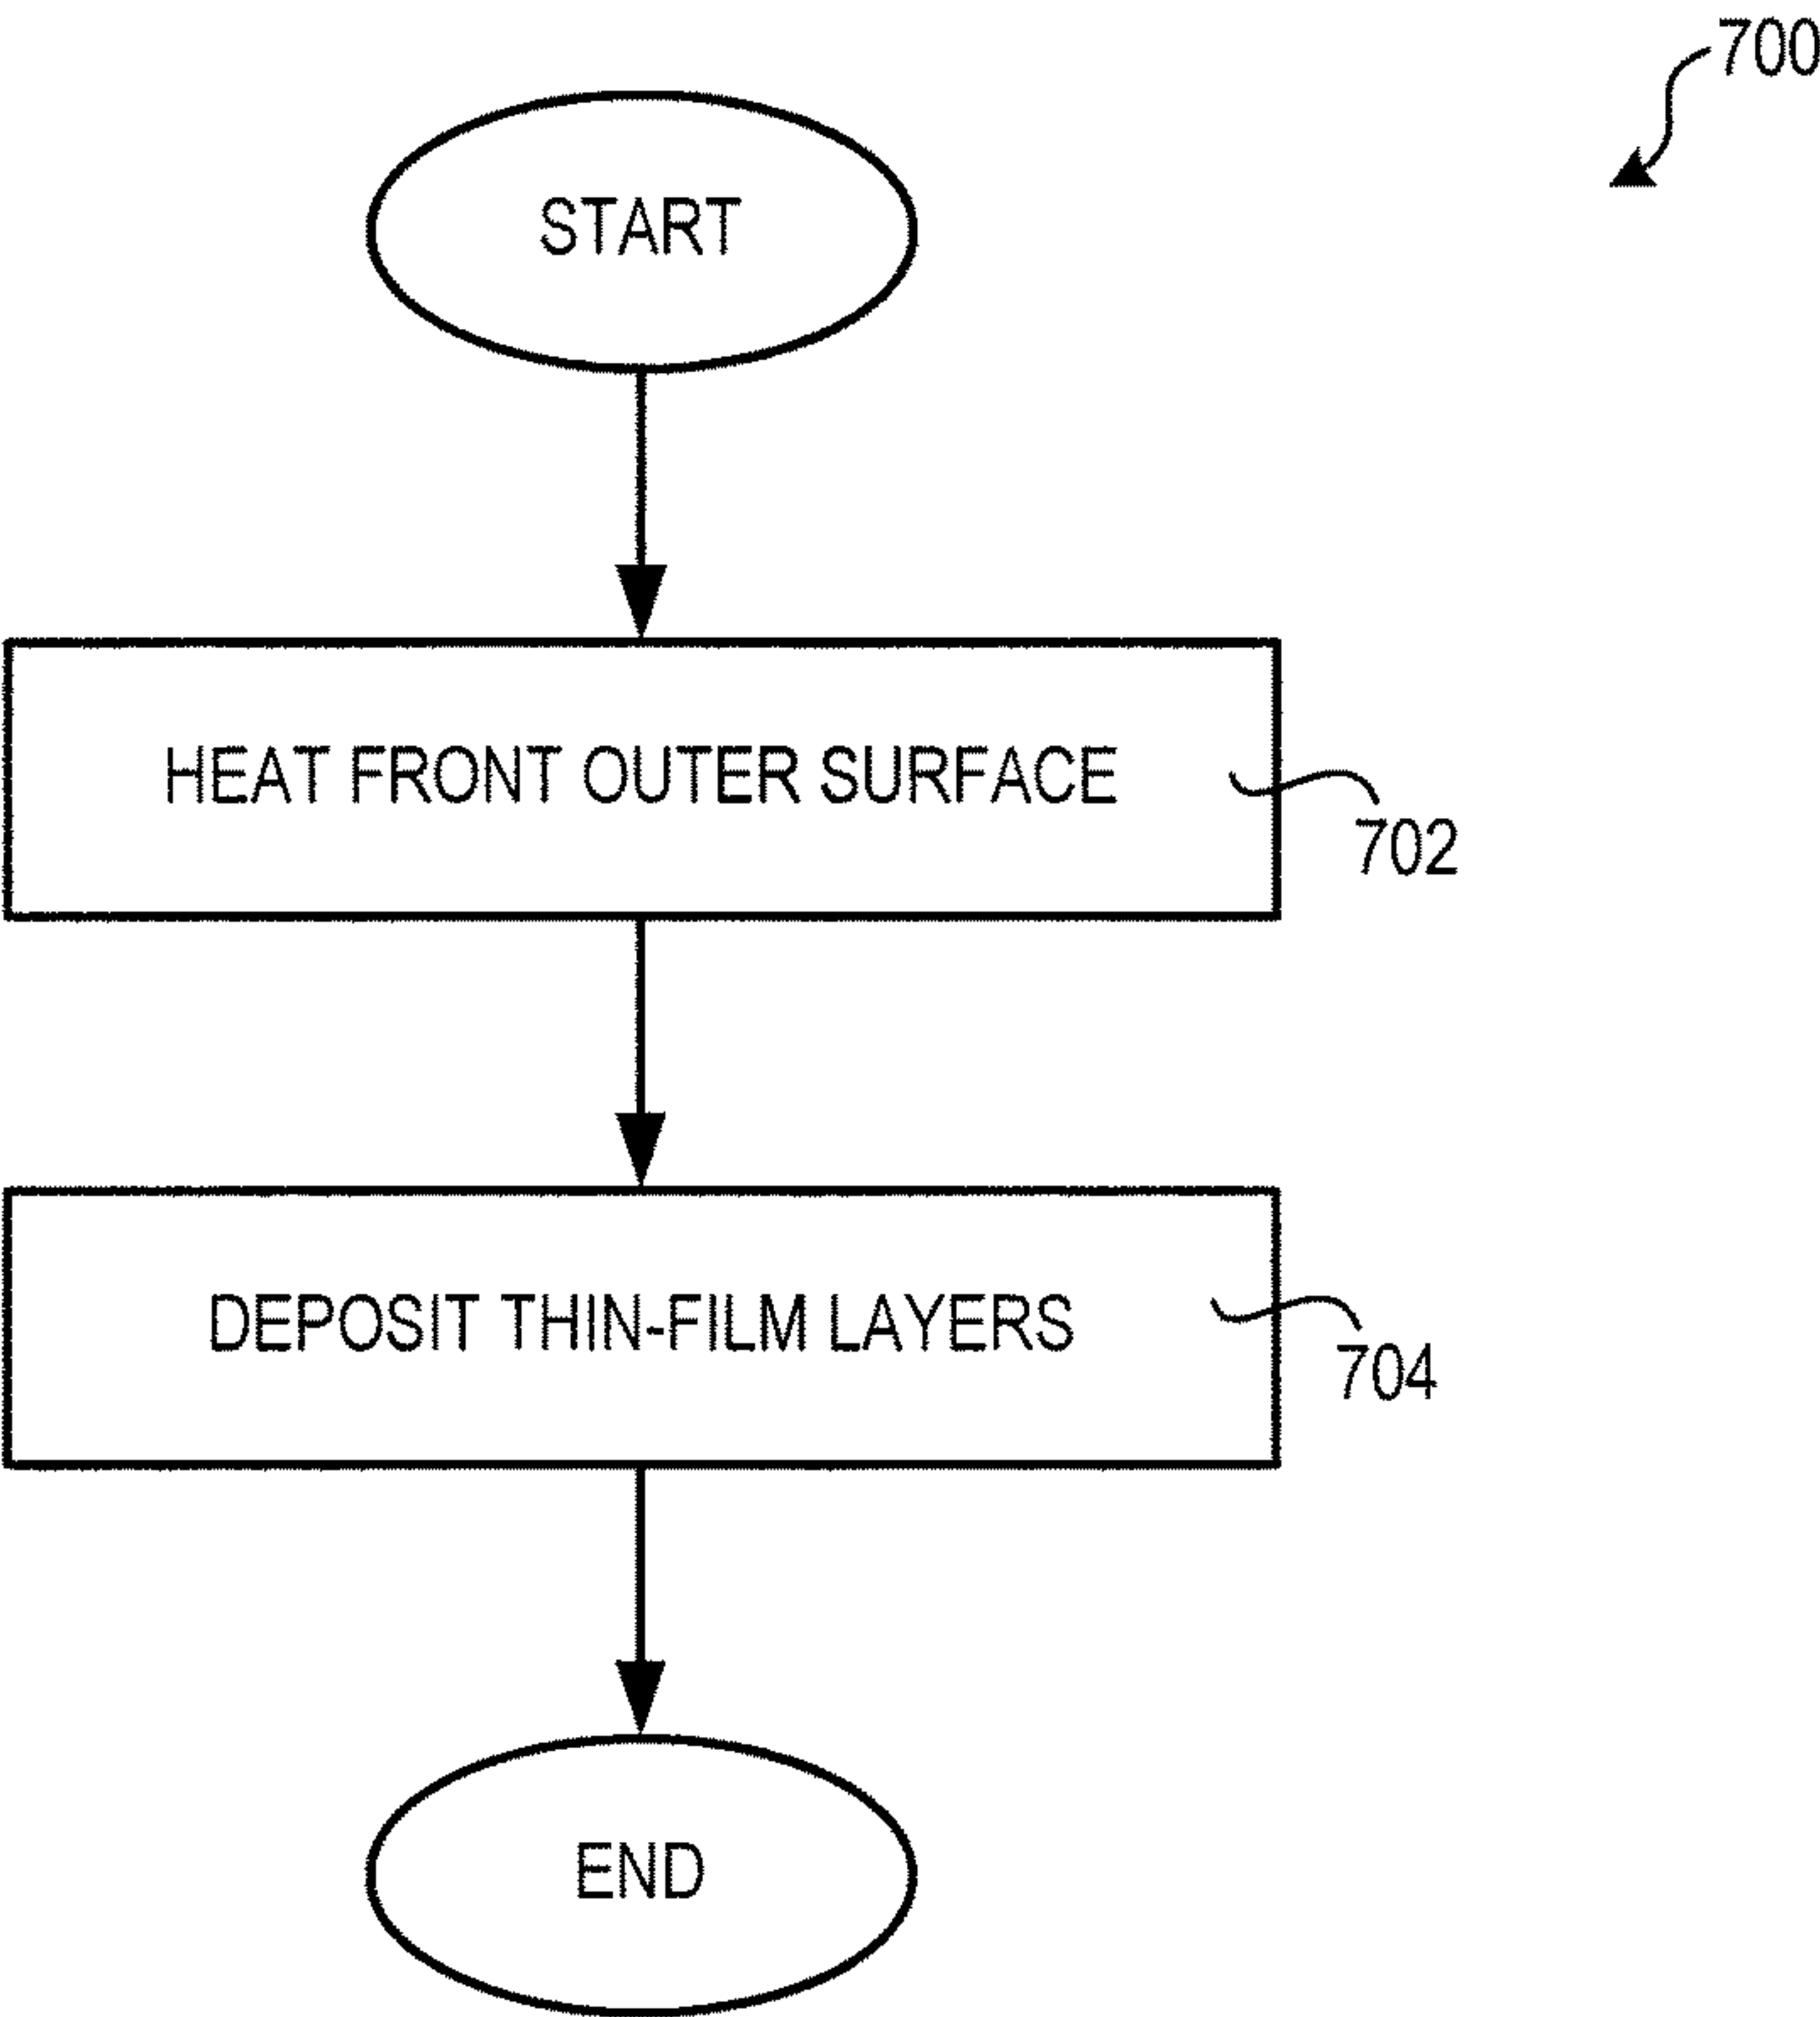 700
START
HEAT FRONT OUTER SURFACE
702
DEPOSIT THIN-FILM LAYERS
704
END